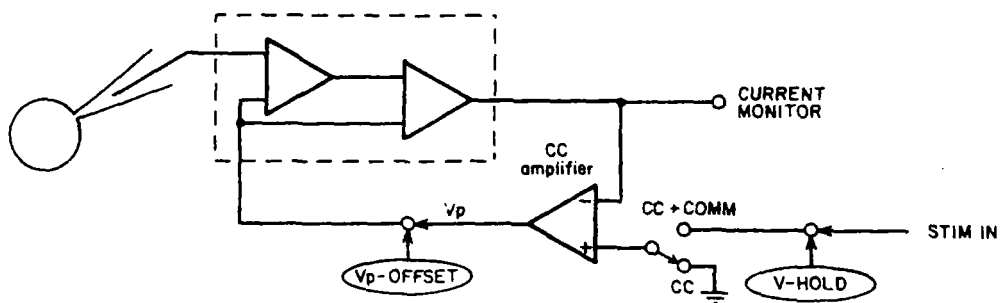 CURRENT
MONITOR
CC
amplifier
-
+
Vp
CC + COMM
STIM IN
Vp-OFFSET
CC
V-HOLD